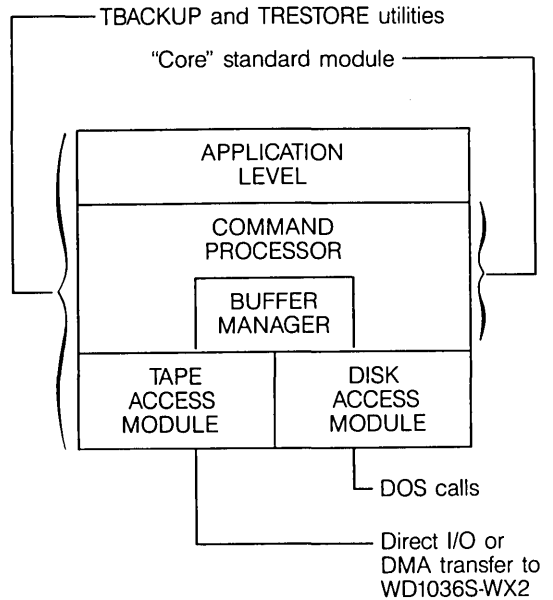 TBACKUP and TRESTORE utilities
“Core” standard module
APPLICATION
LEVEL
COMMAND
PROCESSOR
BUFFER
MANAGER
TAPE
ACCESS
MODULE
DISK
ACCESS
MODULE
DOS calls
Direct I/O or
DMA transfer to
WD1036S-WX2